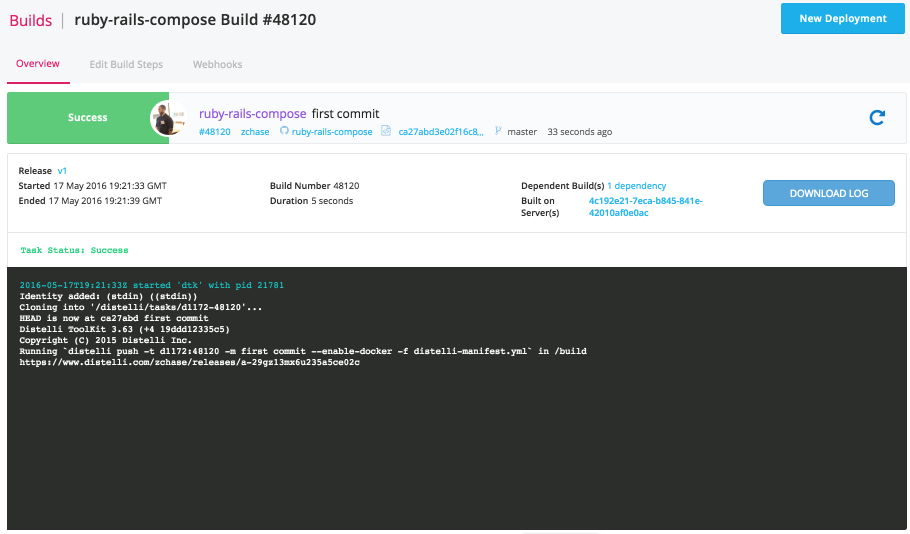 Builds | ruby-rails-compose Build #48120
New Deployment
Overview Edit Build Steps Webhooks
Success
ruby-rails-compose first commit
#48120 zchase ruby-rails-compose ca27abd3e02f16c8... master 33 seconds ago
Release v1
Started 17 May 2016 19:21:33 GMT
Ended 17 May 2016 19:21:39 GMT
Build Number 48120
Duration 5 seconds
Dependent Build(s) 1 dependency
Built on Server(s) 4c192e21-7eca-b845-841e-42010af0e0ac
DOWNLOAD LOG
Task Status: Success
2016-05-17T19:21:33Z started 'dtk' with pid 21781
Identity added: (stdin) ((stdin))
Cloning into '/distelli/tasks/d1172-48120'...
HEAD is now at ca27abd first commit
Distelli ToolKit 3.63 (+4 19ddd12335c5)
Copyright (C) 2015 Distelli Inc.
Running `distelli push -t d1172:48120 -m first commit --enable-docker -f distelli-manifest.yml` in /build
https://www.distelli.com/zchase/releases/a-29gz13mx6u235a5ce02c